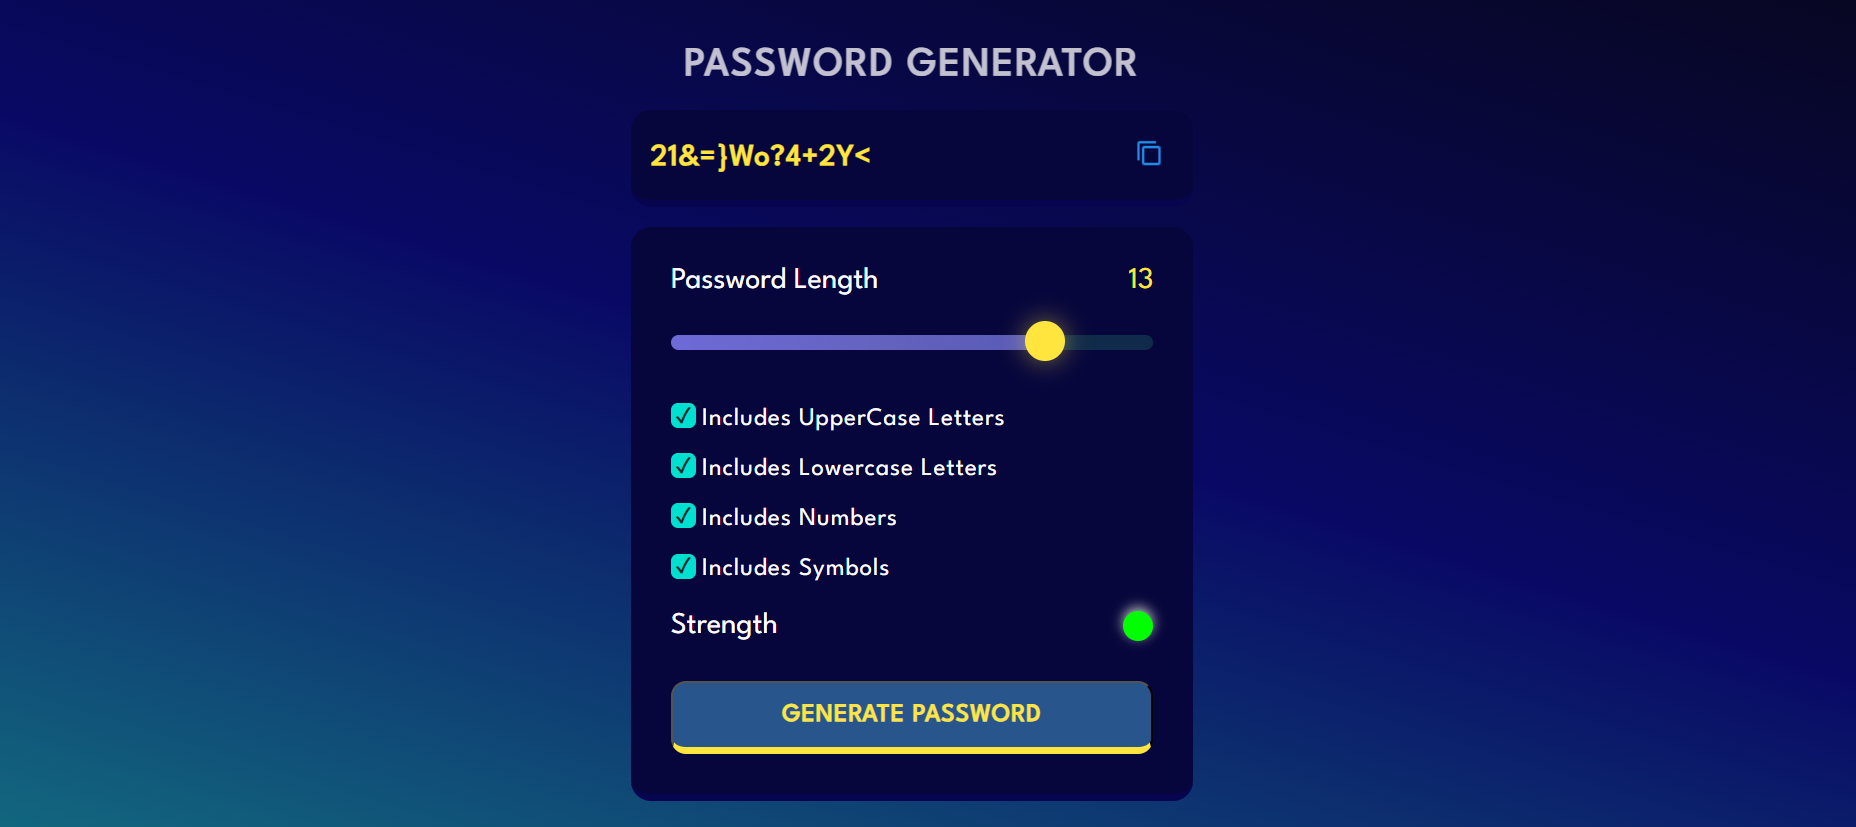 PASSWORD GENERATOR
21&=}Wo?4+2Y<
Password Length 13
Includes UpperCase Letters
Includes Lowercase Letters
Includes Numbers
Includes Symbols
Strength
GENERATE PASSWORD